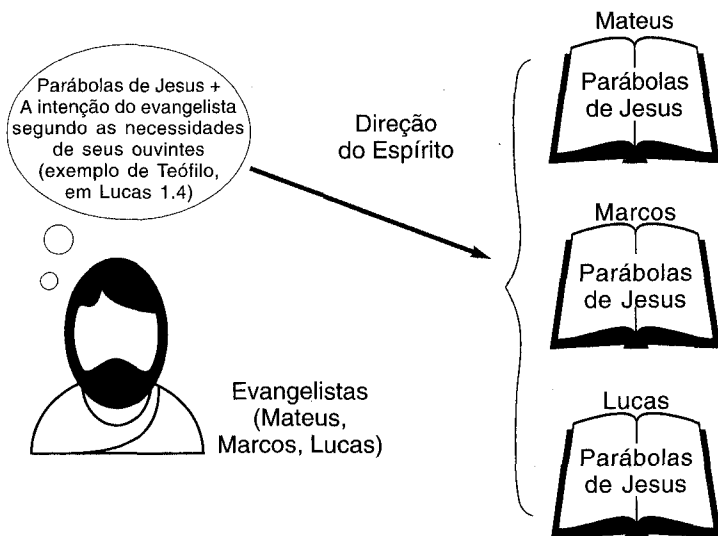 Parábolas de Jesus +
A intenção do evangelista
segundo as necessidades
de seus ouvintes
(exemplo de Teófilo,
em Lucas 1.4)
Direção
do Espírito
Evangelistas
(Mateus,
Marcos, Lucas)
Mateus
Parábolas
de Jesus
Marcos
Parábolas
de Jesus
Lucas
Parábolas
de Jesus